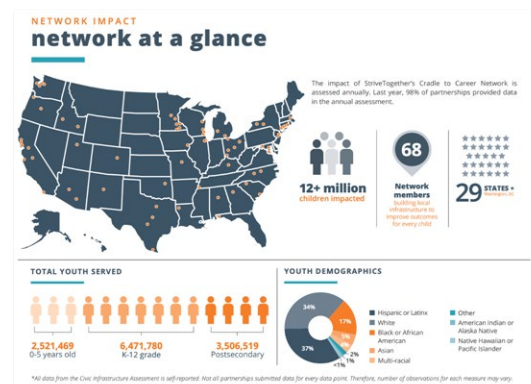 NETWORK IMPACT
network at a glance
The impact of StriveTogether's Cradle to Career Network is
assessed annually. Last year, 98% of partnerships provided data
in the annual assessment.
12+ million
children impacted
68
Network
members
building local
infrastructure to
improve outcomes
for every child
29 STATES +
Washington, DC
TOTAL YOUTH SERVED
2,521,469
0-5 years old
6,471,780
K-12 grade
3,506,519
Postsecondary
YOUTH DEMOGRAPHICS
34%
17%
5%
2%
1%
<1%
37%
Hispanic or Latinx
White
Black or African
American
Asian
Multi-racial
Other
American Indian or
Alaska Native
Native Hawaiian or
Pacific Islander
*All data from the Civic Infrastructure Assessment is self-reported. Not all partnerships submitted data for every data point. Therefore, number of observations for each measure may vary.